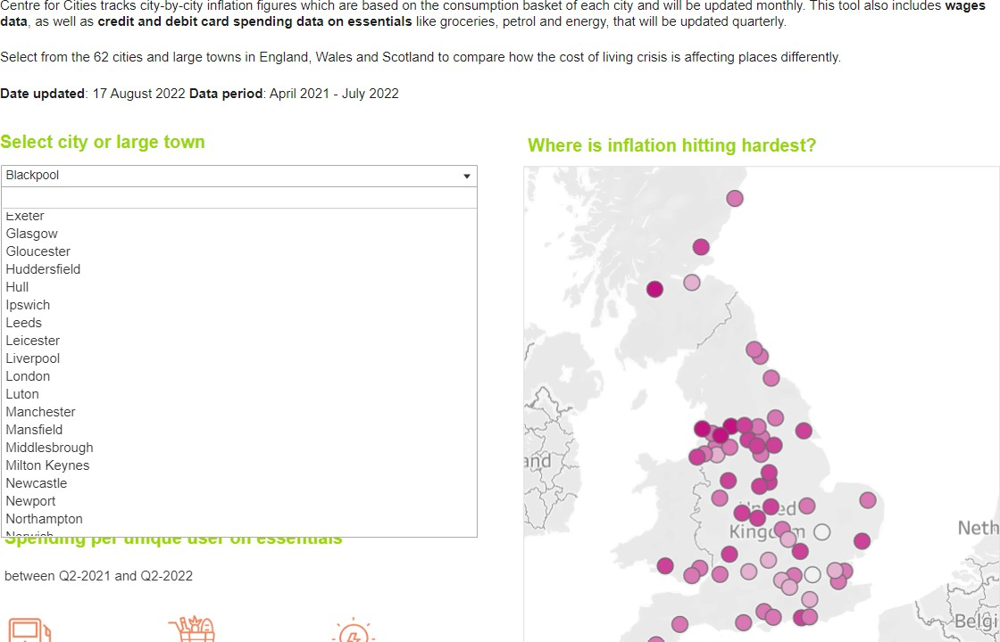 Centre for Cities tracks city-by-city inflation figures which are based on the consumption basket of each city and will be updated monthly. This tool also includes wages
data, as well as credit and debit card spending data on essentials like groceries, petrol and energy, that will be updated quarterly.
Select from the 62 cities and large towns in England, Wales and Scotland to compare how the cost of living crisis is affecting places differently.
Date updated: 17 August 2022 Data period: April 2021 - July 2022
Select city or large town
Blackpool
Exeter
Glasgow
Gloucester
Huddersfield
Hull
Ipswich
Leeds
Leicester
Liverpool
London
Luton
Manchester
Mansfield
Middlesbrough
Milton Keynes
Newcastle
Newport
Northampton
Norwich
Spending per unique user on essentials
between Q2-2021 and Q2-2022
Where is inflation hitting hardest?
and
United
Kingdom
Neth
Belgi